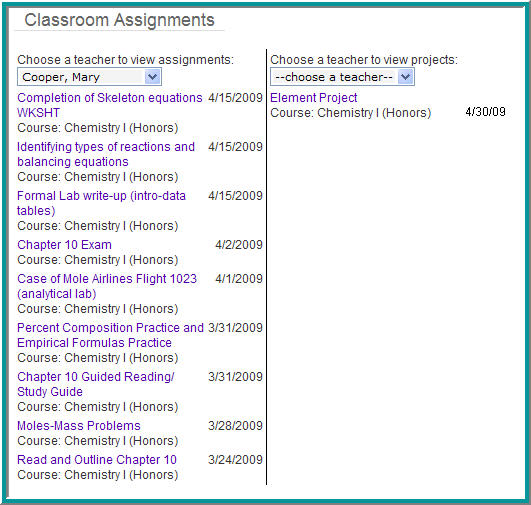 Classroom Assignments
Choose a teacher to view assignments:
Cooper, Mary
Completion of Skeleton equations 4/15/2009
WKSHT
Course: Chemistry I (Honors)
Identifying types of reactions and 4/15/2009
balancing equations
Course: Chemistry I (Honors)
Formal Lab write-up (intro-data 4/15/2009
tables)
Course: Chemistry I (Honors)
Chapter 10 Exam 4/2/2009
Course: Chemistry I (Honors)
Case of Mole Airlines Flight 1023 4/1/2009
(analytical lab)
Course: Chemistry I (Honors)
Percent Composition Practice and 3/31/2009
Empirical Formulas Practice
Course: Chemistry I (Honors)
Chapter 10 Guided Reading/ 3/31/2009
Study Guide
Course: Chemistry I (Honors)
Moles-Mass Problems 3/28/2009
Course: Chemistry I (Honors)
Read and Outline Chapter 10 3/24/2009
Course: Chemistry I (Honors)
Choose a teacher to view projects:
--choose a teacher--
Element Project
Course: Chemistry I (Honors) 4/30/09